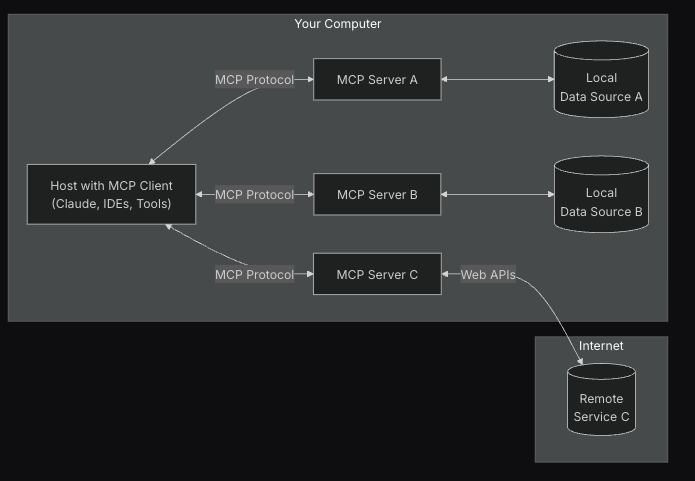 Your Computer
MCP Protocol
MCP Server A
Local
Data Source A
Host with MCP Client
(Claude, IDEs, Tools)
MCP Protocol
MCP Server B
Local
Data Source B
MCP Protocol
MCP Server C
Web APIs
Internet
Remote
Service C